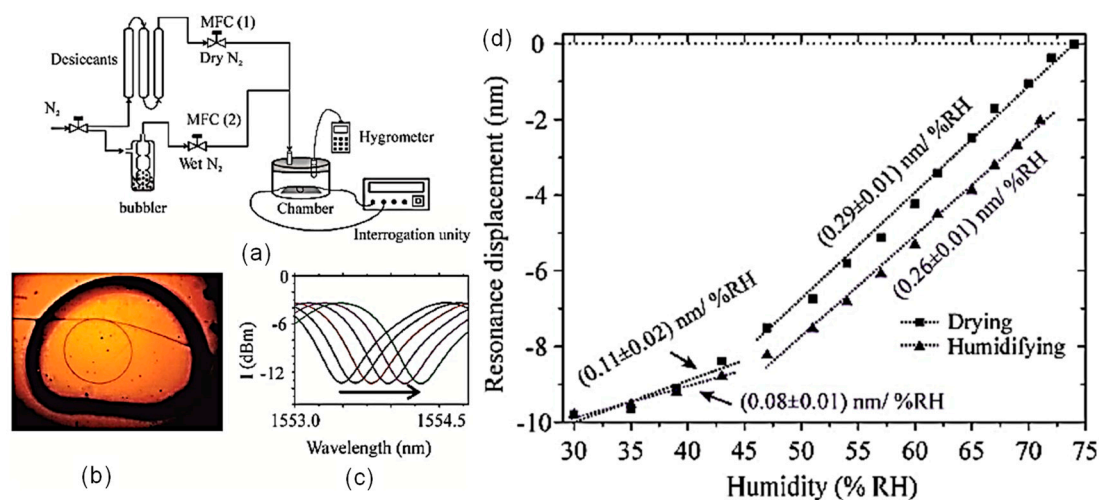 MFC (1)
Desiccants
Dry N₂
N₂
MFC (2)
Wet N₂
Hygrometer
bubbler
Chamber
Interrogation unity
(a)
(b)
0
-6
-12
I (dBm)
1553.0 1554.5
Wavelength (nm)
(c)
(d)
0
-2
-4
-6
-8
-10
Resonance displacement (nm)
(0.29±0.01) nm/ %RH
(0.26±0.01) nm/%RH
(0.11±0.02) nm/ %RH
(0.08±0.01) nm/ %RH
Drying
Humidifying
30 35 40 45 50 55 60 65 70 75
Humidity (% RH)